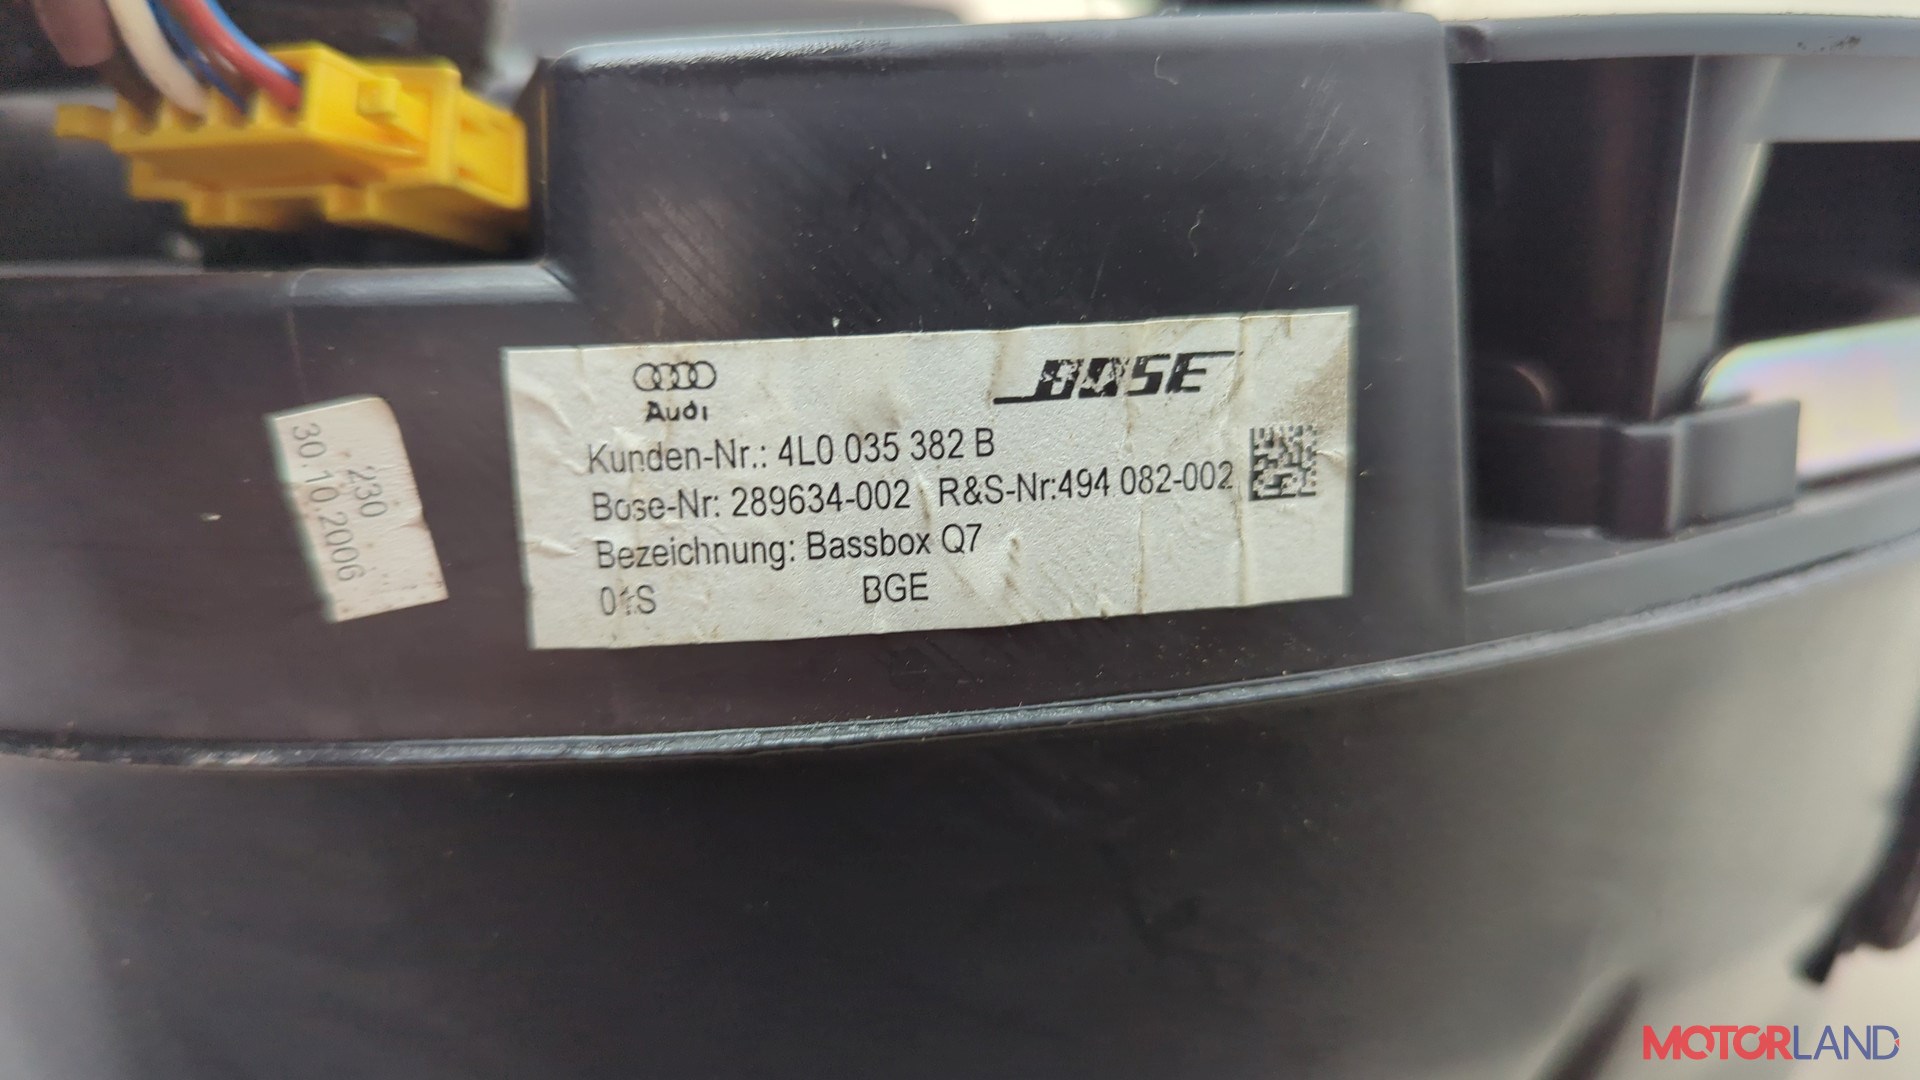 230
30.10.2006
Audi
BOSE
Kunden-Nr.: 4L0 035 382 B
Bose-Nr: 289634-002 R&S-Nr:494 082-002
Bezeichnung: Bassbox Q7
BGE
MOTORLAND